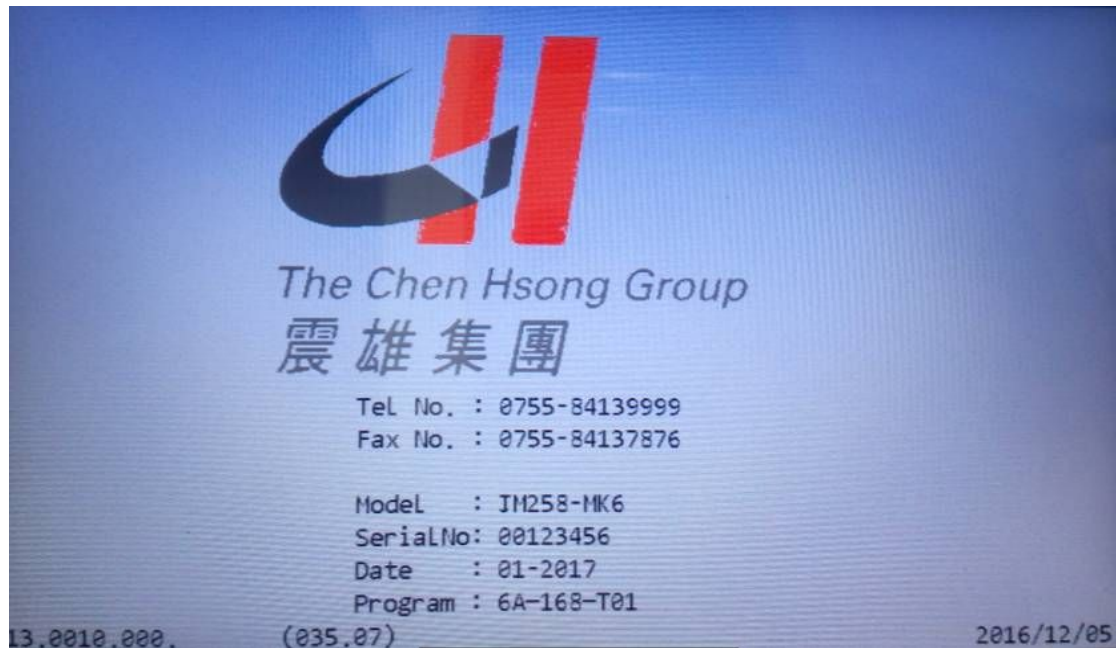 The Chen Hsong Group
震雄集團
Tel No. : 0755-84139999
Fax No. : 0755-84137876
Model : JM258-MK6
SerialNo: 00123456
Date : 01-2017
Program : 6A-168-T01
13.0010.000. (035.07) 2016/12/05